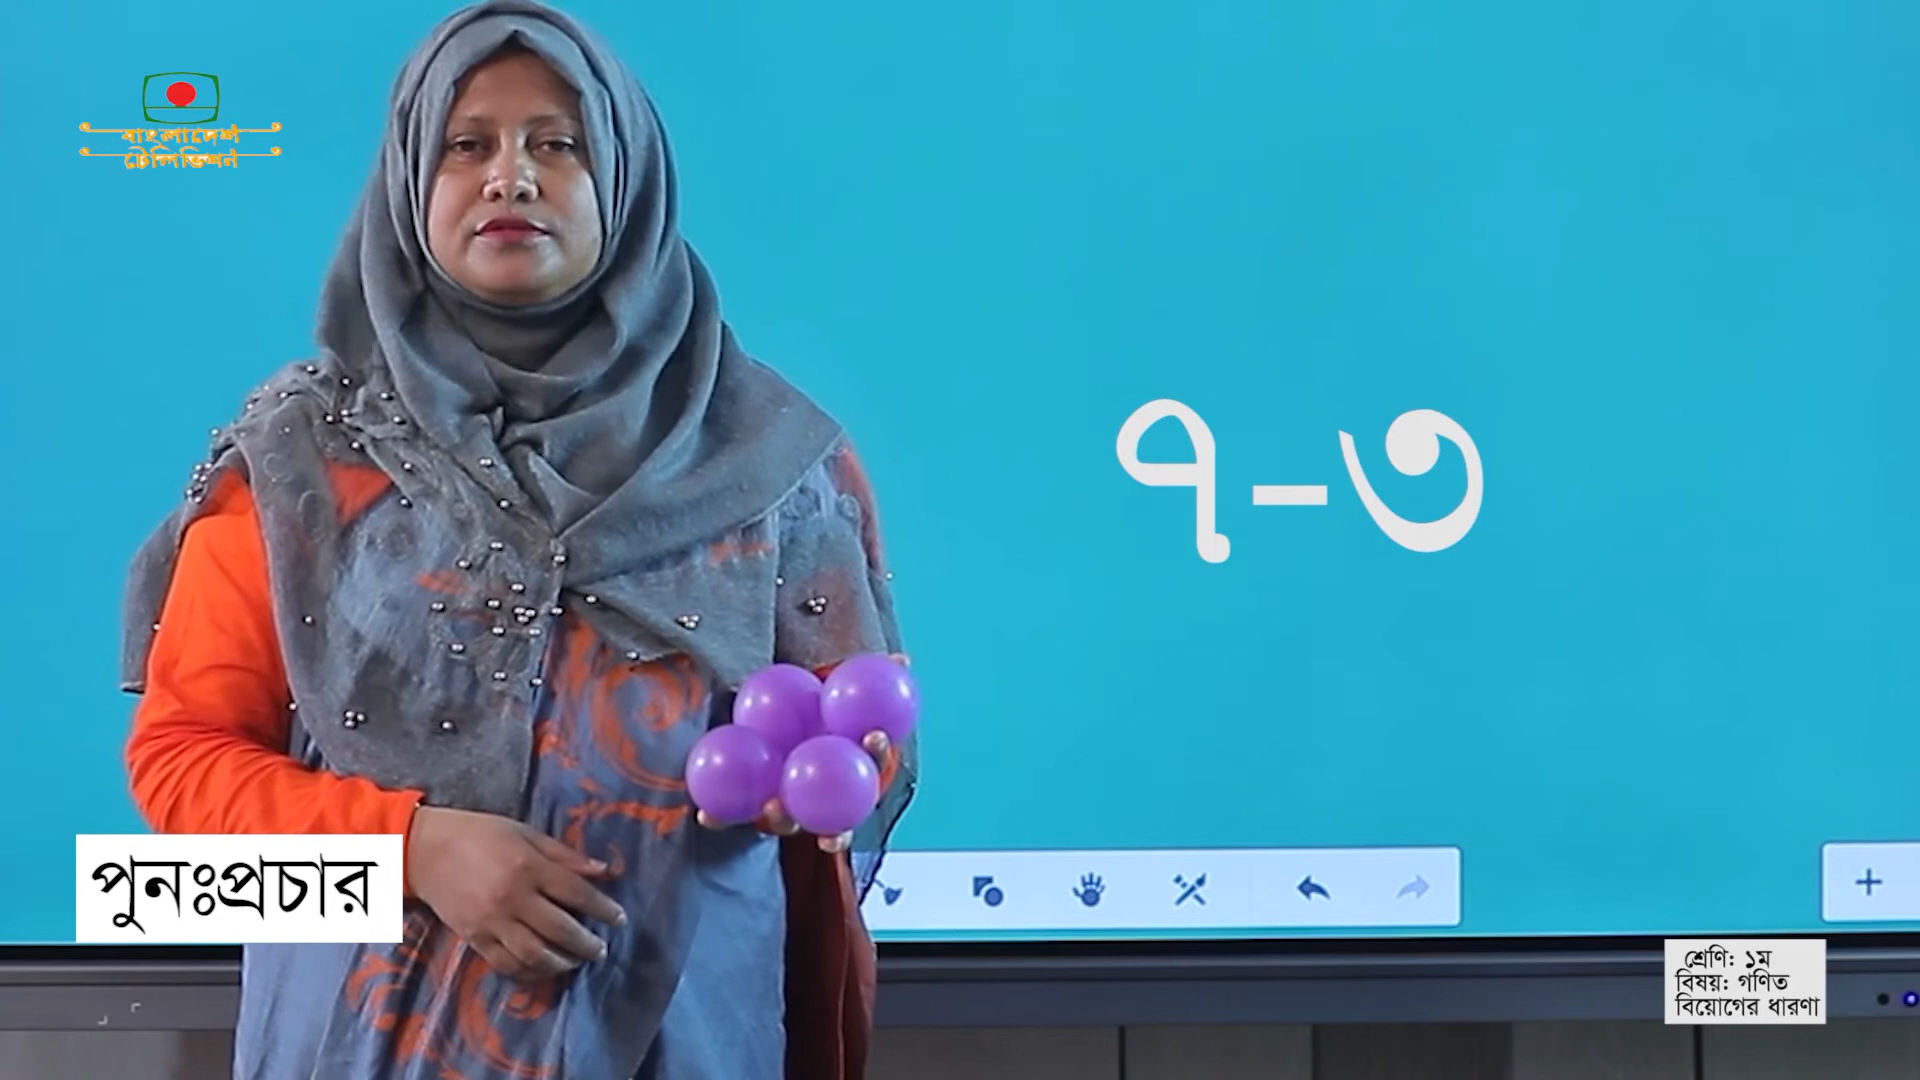 বাংলাদেশ
টেলিভিশন
৭-৩
পুনঃপ্রচার
শ্রেণি: ১ম
বিষয়: গণিত
বিয়োগের ধারণা